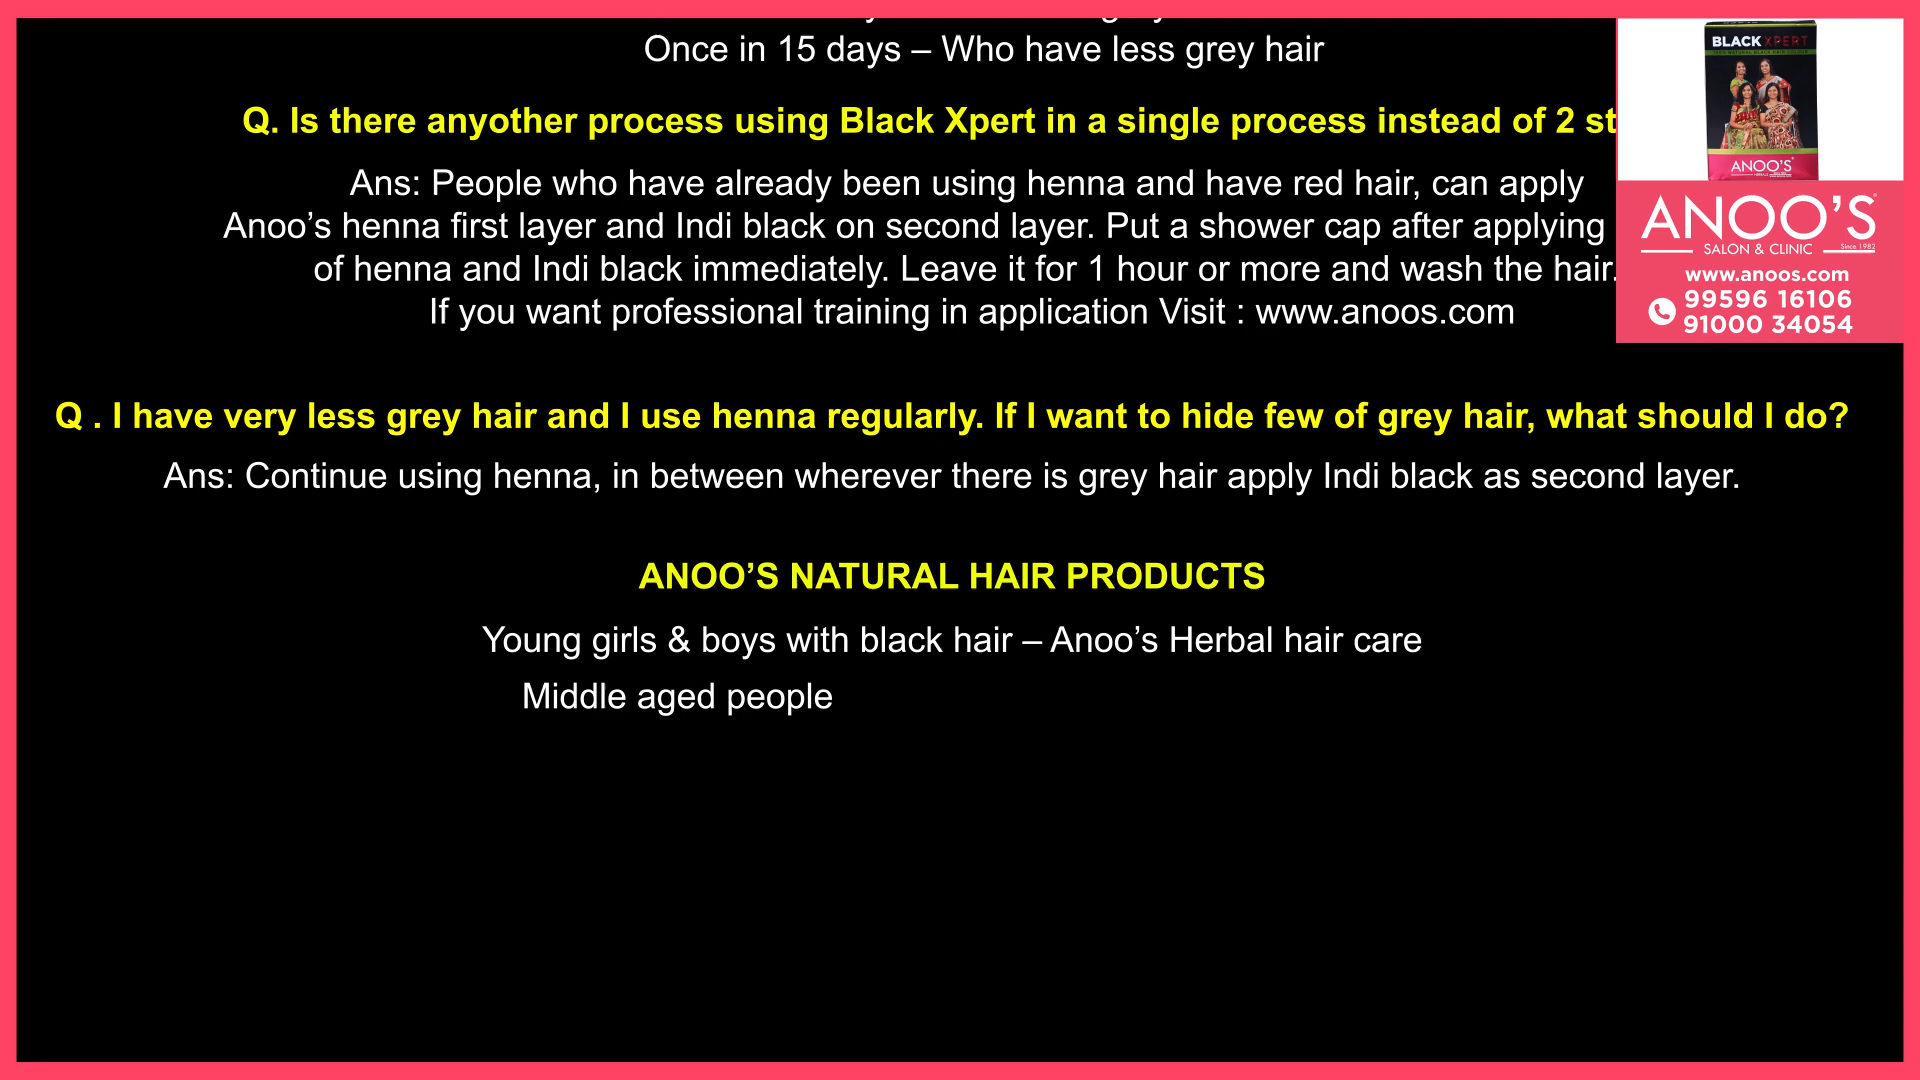 Once in 15 days – Who have less grey hair
Q. Is there anyother process using Black Xpert in a single process instead of 2 st
Ans: People who have already been using henna and have red hair, can apply
Anoo’s henna first layer and Indi black on second layer. Put a shower cap after applying
of henna and Indi black immediately. Leave it for 1 hour or more and wash the hair.
If you want professional training in application Visit : www.anoos.com
Q . I have very less grey hair and I use henna regularly. If I want to hide few of grey hair, what should I do?
Ans: Continue using henna, in between wherever there is grey hair apply Indi black as second layer.
ANOO’S NATURAL HAIR PRODUCTS
Young girls & boys with black hair – Anoo’s Herbal hair care
Middle aged people
BLACK XPERT
ANOO’S
ANOO’S
SALON & CLINIC
Since 1982
www.anoos.com
99596 16106
91000 34054